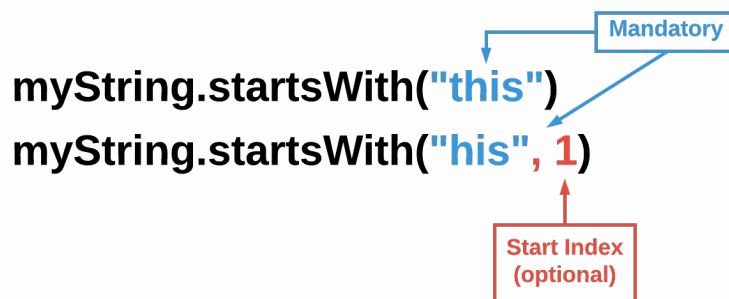 Mandatory
myString.startsWith("this")
myString.startsWith("his", 1)
Start Index
(optional)